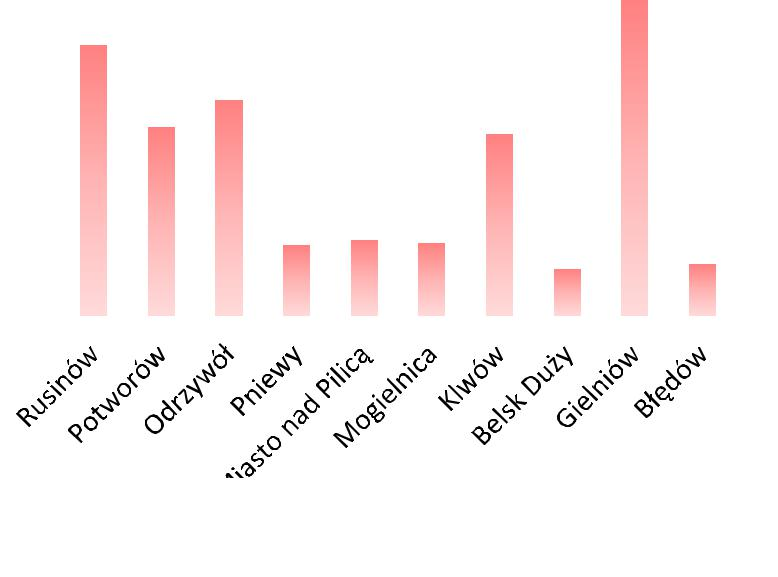 Rusinów
Potworów
Odrzywół
Pniewy
Miasto nad Pilicą
Mogielnica
Klwów
Belsk Duży
Gielniów
Błędów